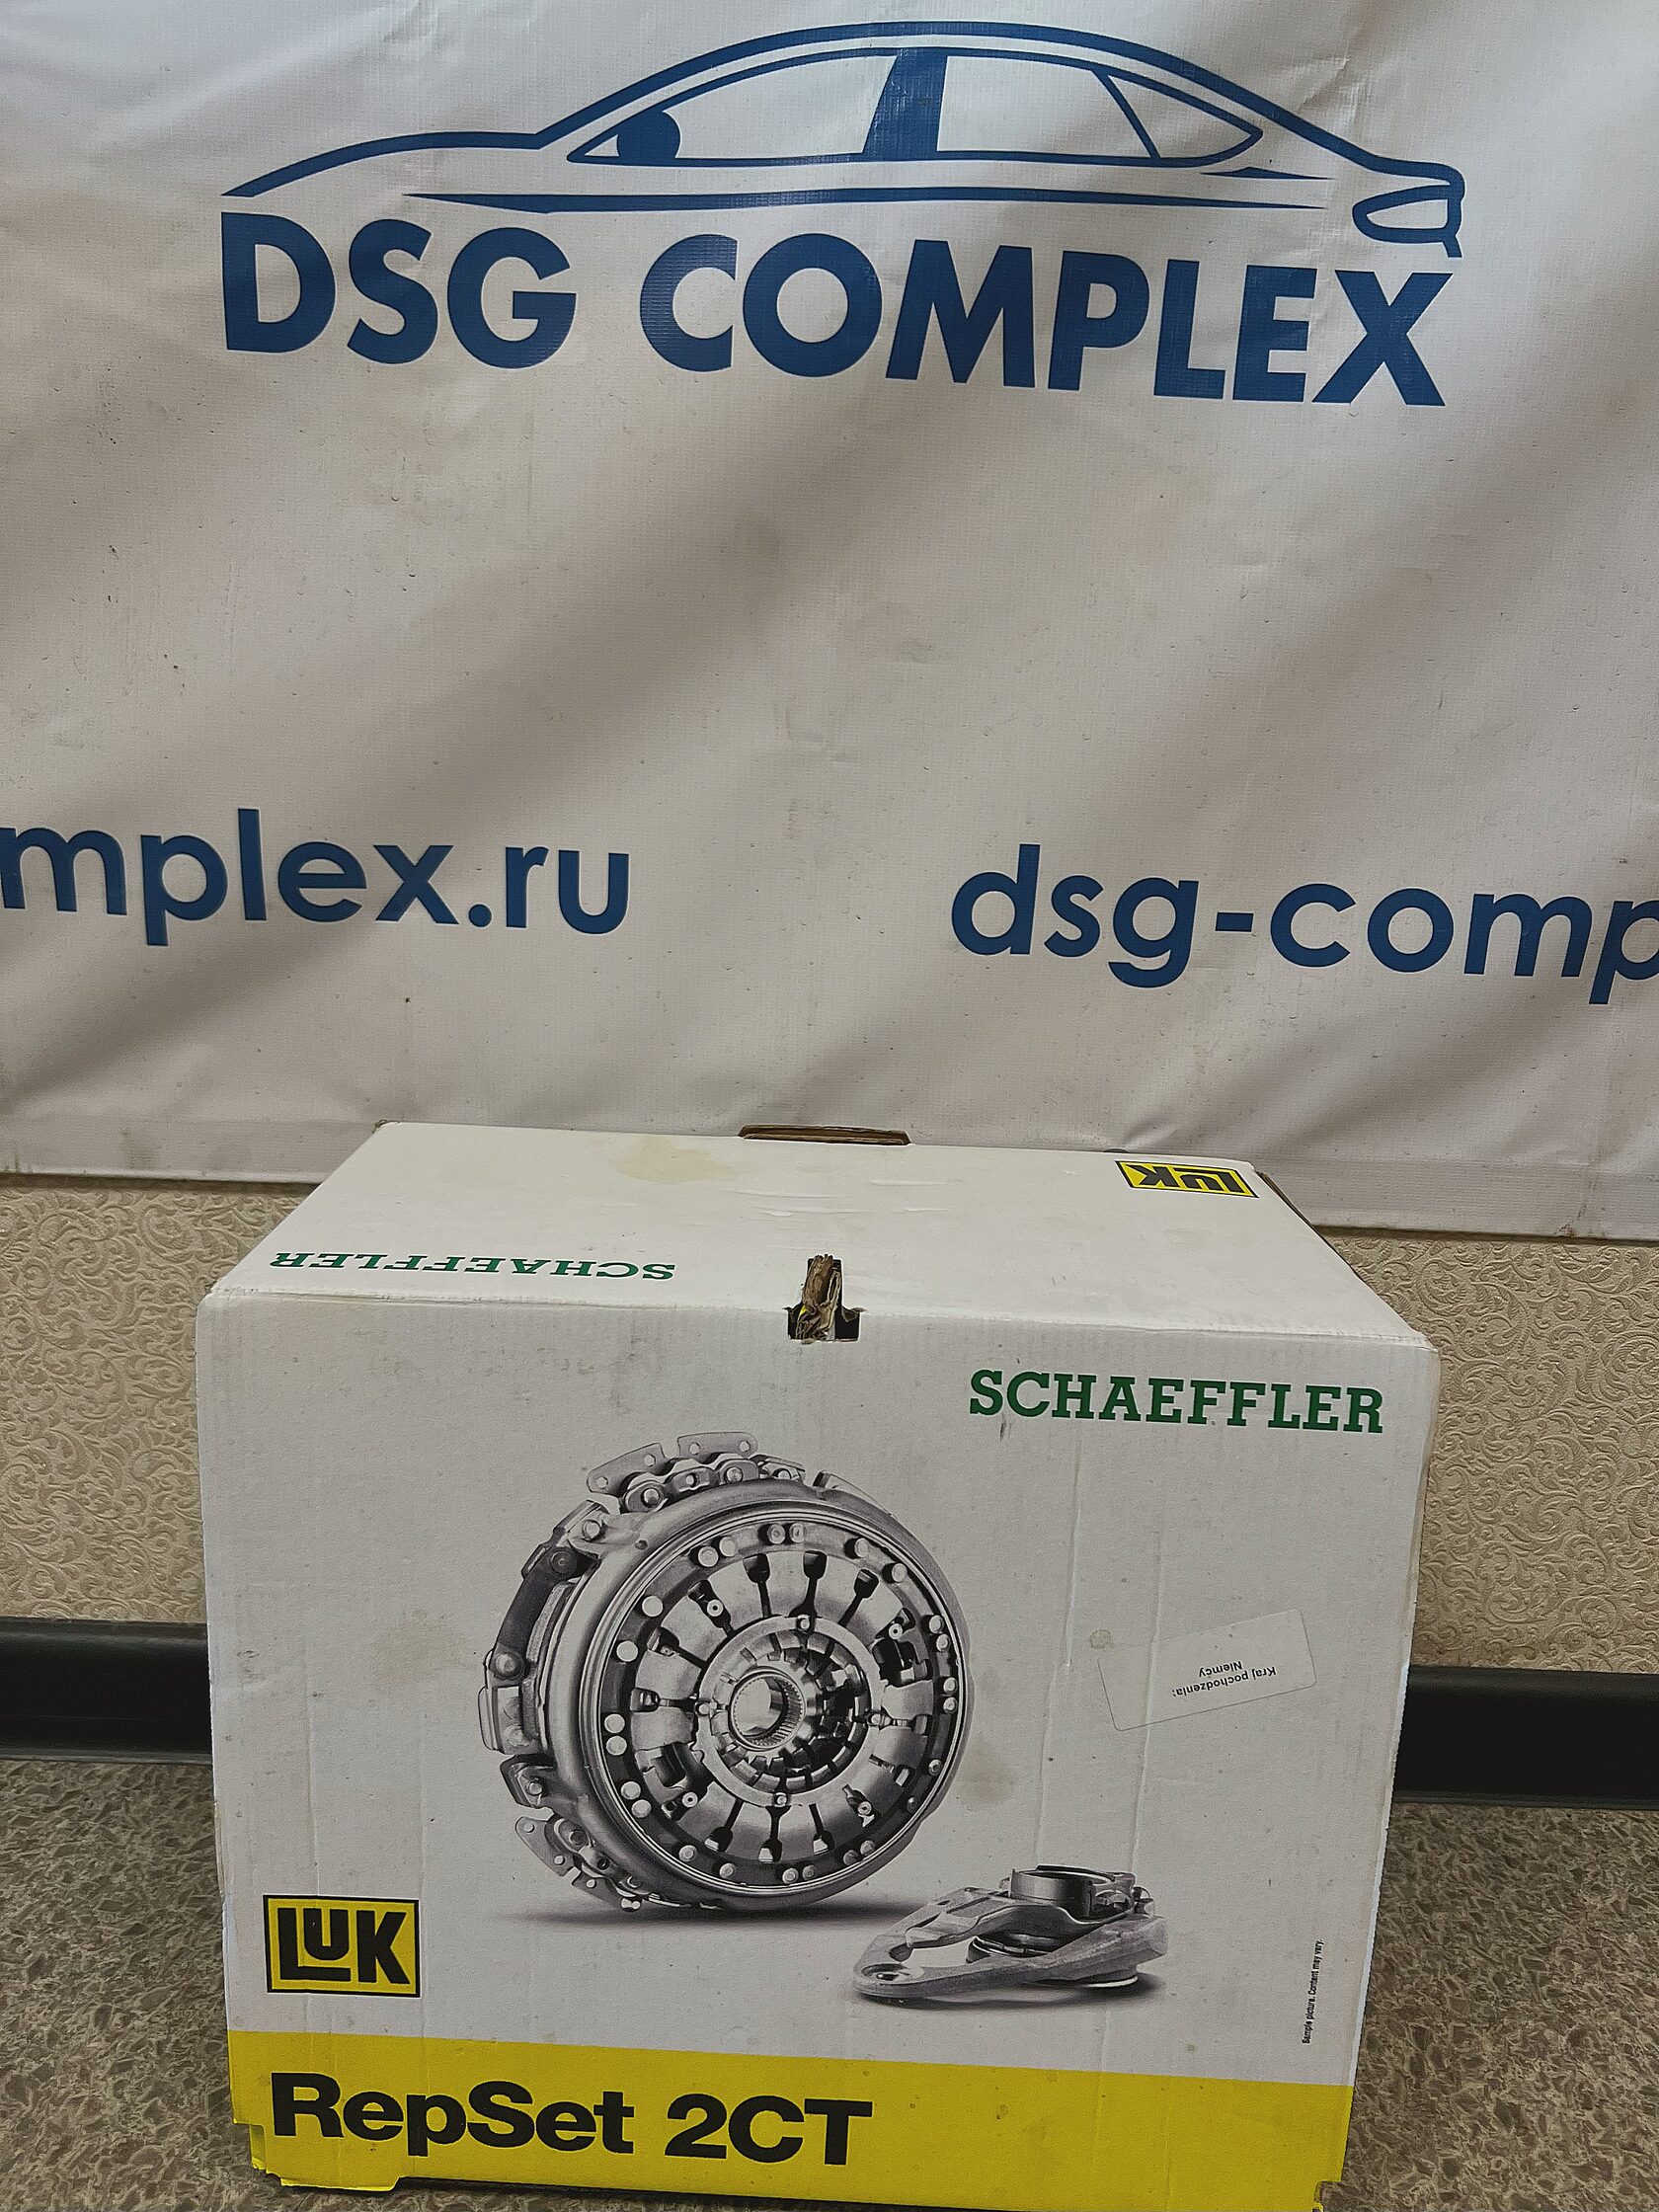 DSG COMPLEX
mplex.ru
dsg-comp
LUK
SCHAEFFLER
SCHAEFFLER
Kraj pochodzenia:
Niemcy
LUK
Sample picture. Content may vary.
RepSet 2CT